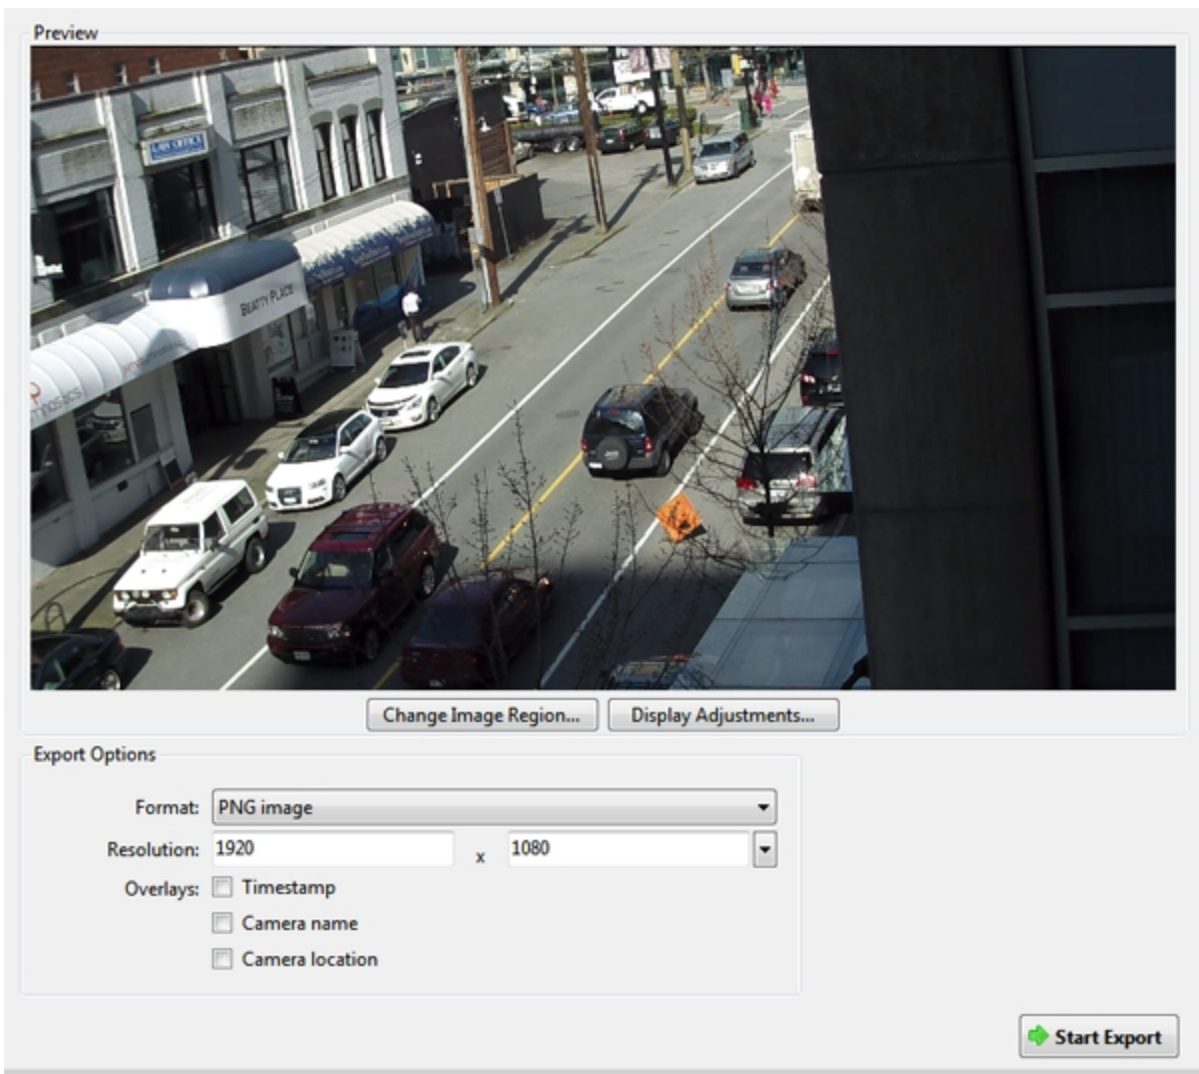 Preview
LAW OFFICE
BEATTY PLACE
Change Image Region...
Display Adjustments...
Export Options
Format:
PNG image
Resolution:
1920
x
1080
Overlays:
Timestamp
Camera name
Camera location
Start Export